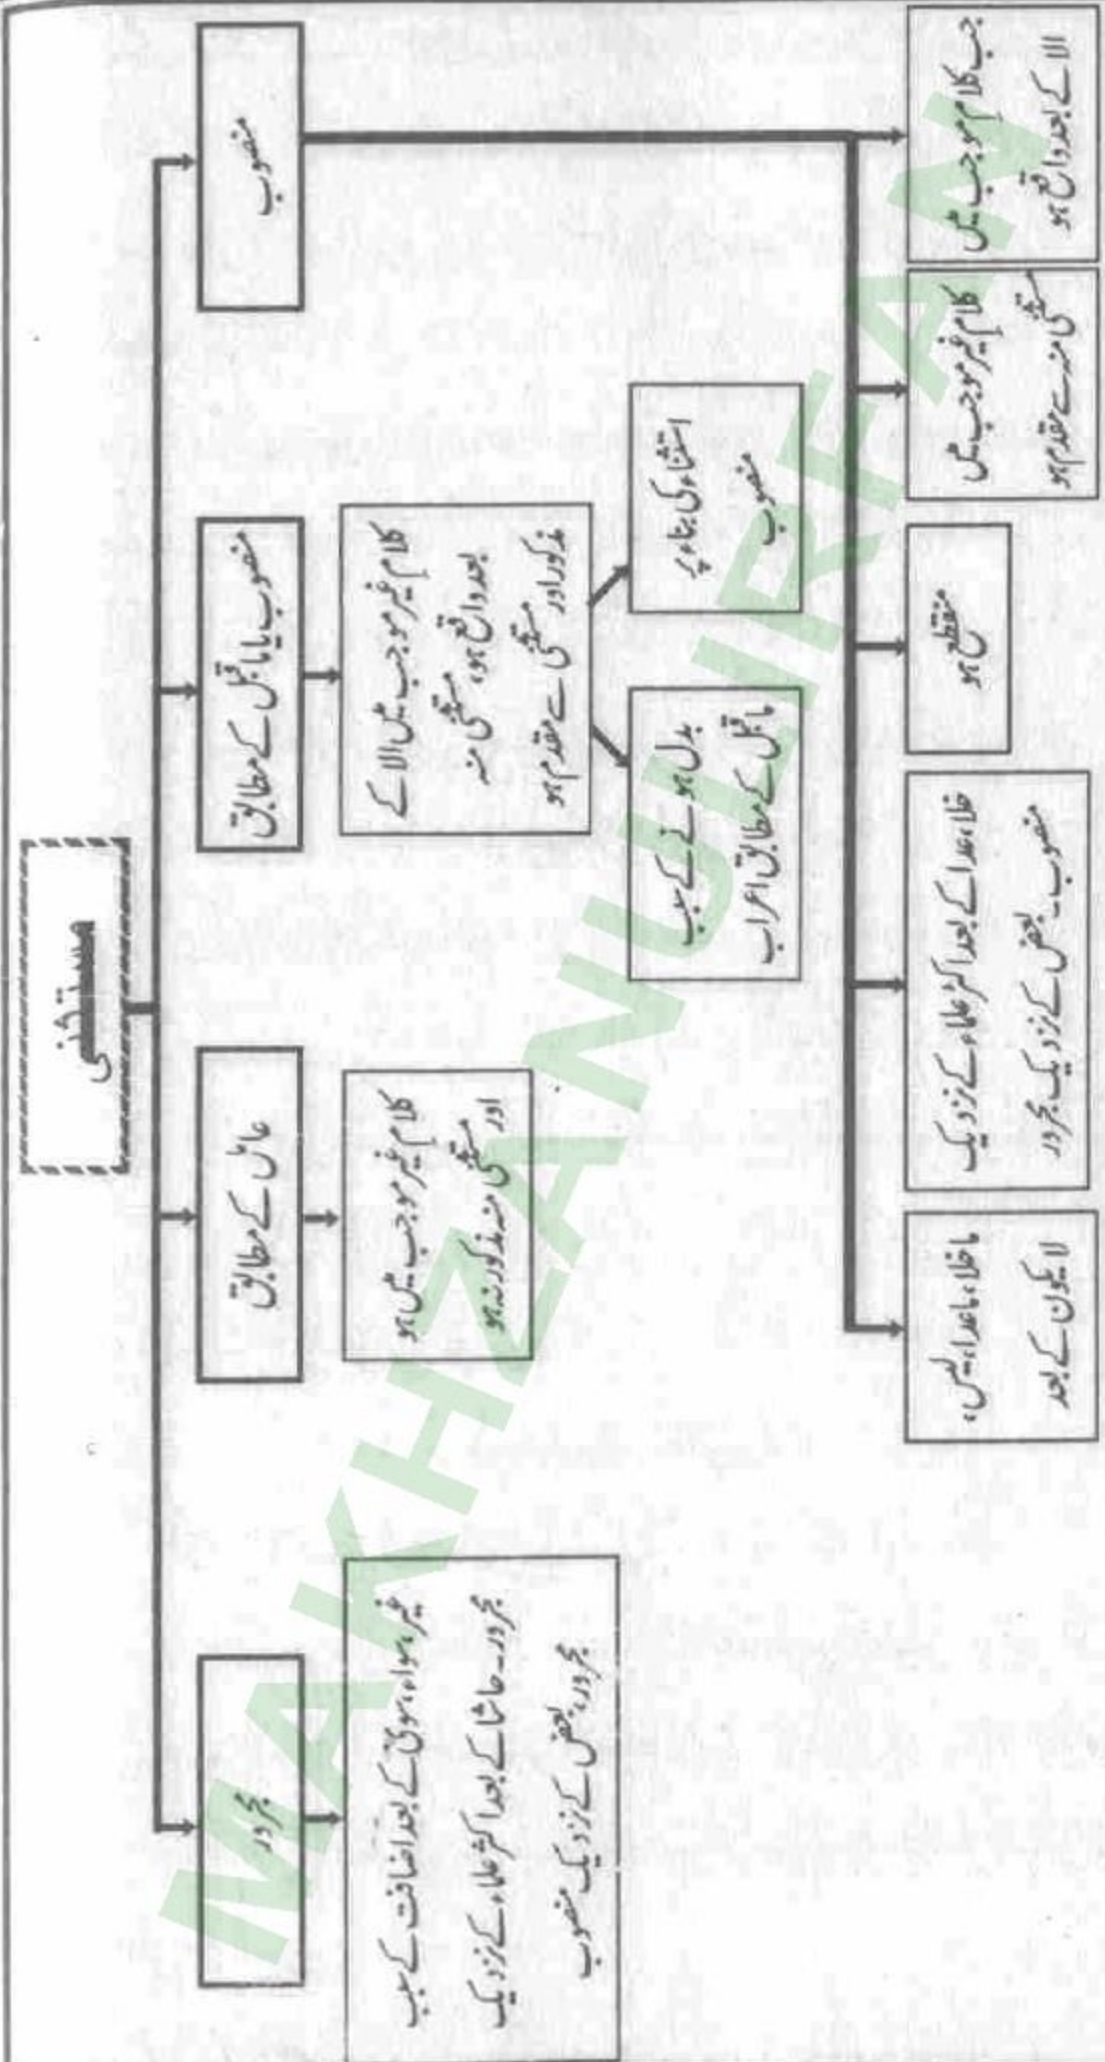 مستثنی
منصوب
منصوب یا ماقبل کے مطابق
عامل کے مطابق
مجرور
جب کلام موجب میں
الا کے بعد واقع ہو
کلام غیر موجب میں
مستثنی منہ سے مقدم ہو
منقطع ہو
خلا، عدا کے بعد اکثر علماء کے نزدیک
منصوب۔ بعض کے نزدیک مجرور
ماخلا، ماعدا، لیس،
لا یکون کے بعد
کلام غیر موجب میں الا کے
بعد واقع ہو، مستثنی منہ
مذکور اور مستثنی سے مقدم ہو
استثناء کی بناء پر
منصوب
بدل ہونے کے سبب
ماقبل کے مطابق اعراب
کلام غیر موجب میں ہو
اور مستثنی منہ مذکور نہ ہو
غیر، سواء، سویٰ کے بعد اضافت کے سبب
مجرور۔ حاشا کے بعد اکثر علماء کے نزدیک
مجرور، بعض کے نزدیک منصوب
MAKHZANULIRFAN